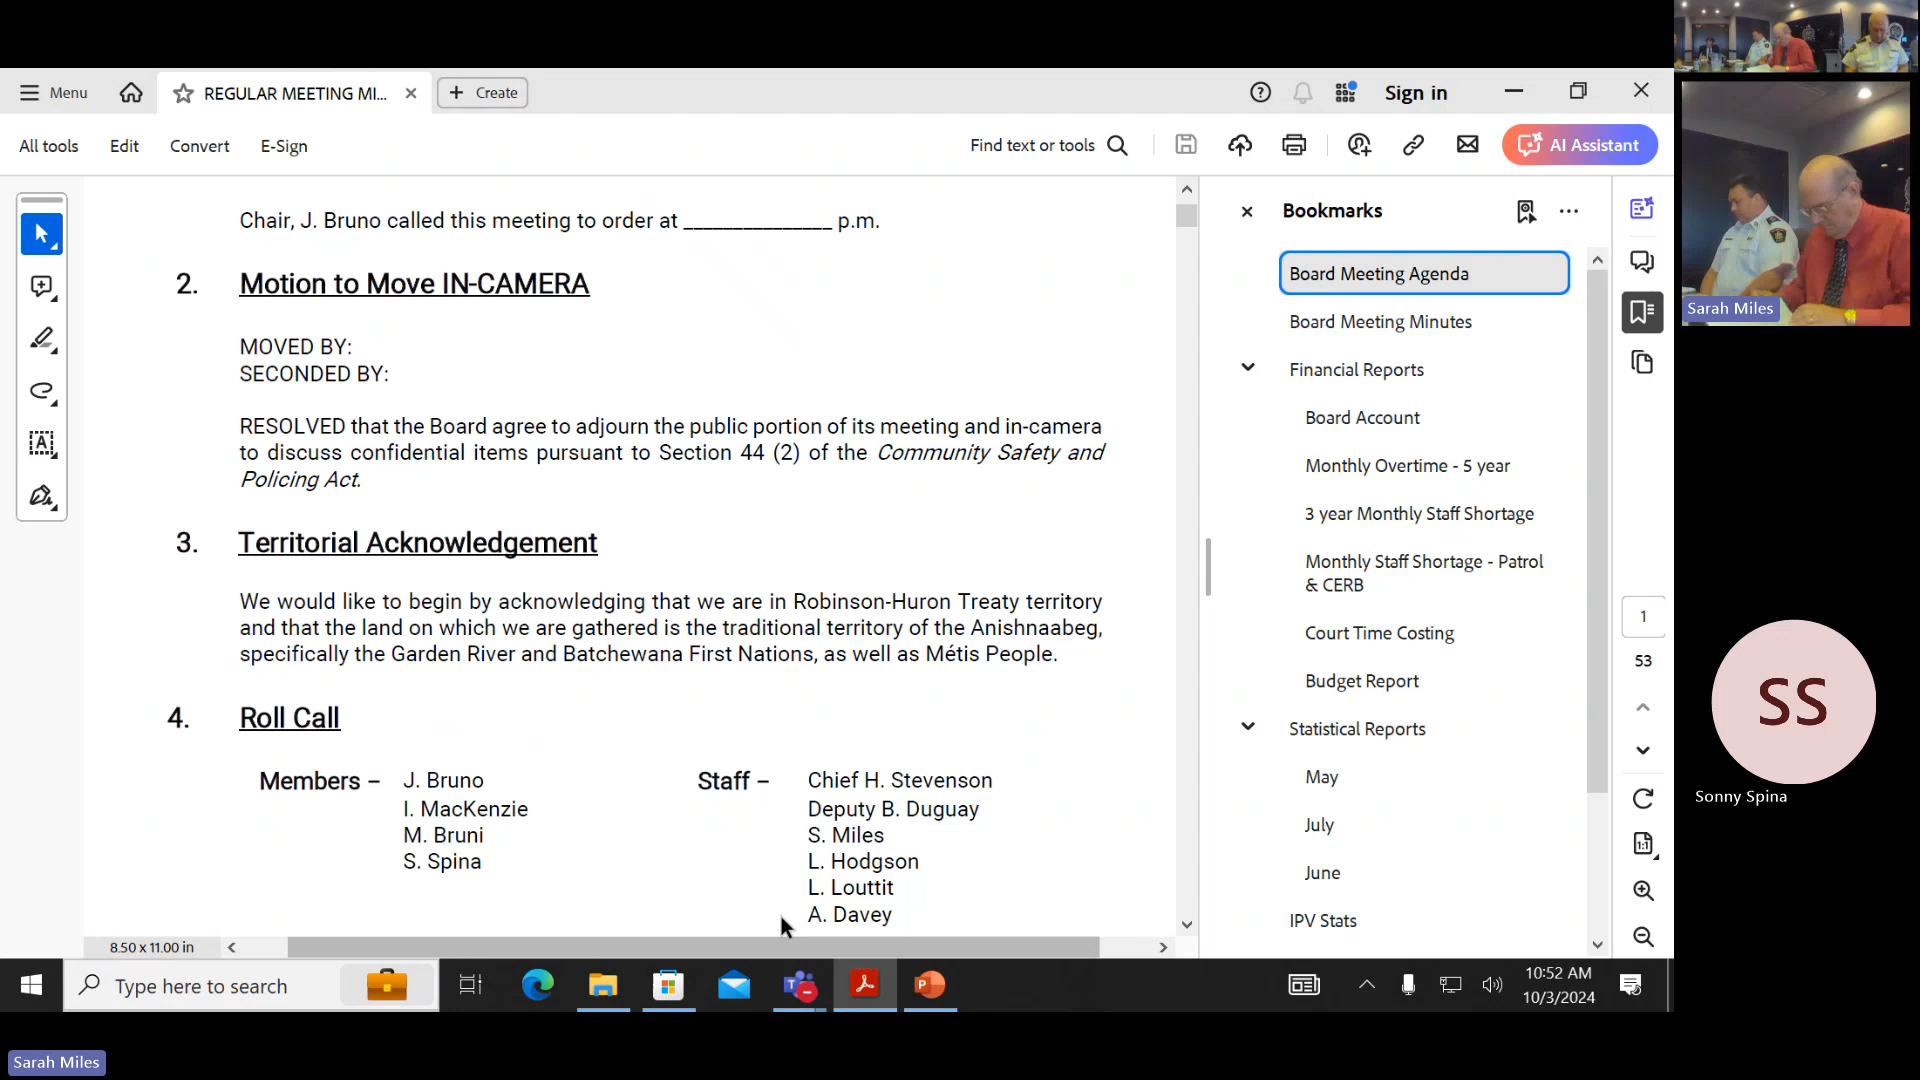 Menu
REGULAR MEETING MI...
Create
Sign in
All tools
Edit
Convert
E-Sign
Find text or tools
AI Assistant
Chair, J. Bruno called this meeting to order at _______________ p.m.
2. Motion to Move IN-CAMERA
MOVED BY:
SECONDED BY:
RESOLVED that the Board agree to adjourn the public portion of its meeting and in-camera
to discuss confidential items pursuant to Section 44 (2) of the Community Safety and
Policing Act.
3. Territorial Acknowledgement
We would like to begin by acknowledging that we are in Robinson-Huron Treaty territory
and that the land on which we are gathered is the traditional territory of the Anishnaabeg,
specifically the Garden River and Batchewana First Nations, as well as Métis People.
4. Roll Call
Members – J. Bruno
I. MacKenzie
M. Bruni
S. Spina
Staff – Chief H. Stevenson
Deputy B. Duguay
S. Miles
L. Hodgson
L. Louttit
A. Davey
8.50 x 11.00 in
Bookmarks
Board Meeting Agenda
Board Meeting Minutes
Financial Reports
Board Account
Monthly Overtime - 5 year
3 year Monthly Staff Shortage
Monthly Staff Shortage - Patrol
& CERB
Court Time Costing
Budget Report
Statistical Reports
May
July
June
IPV Stats
1
53
1:1
Type here to search
10:52 AM
10/3/2024
Sarah Miles
SS
Sonny Spina
Sarah Miles